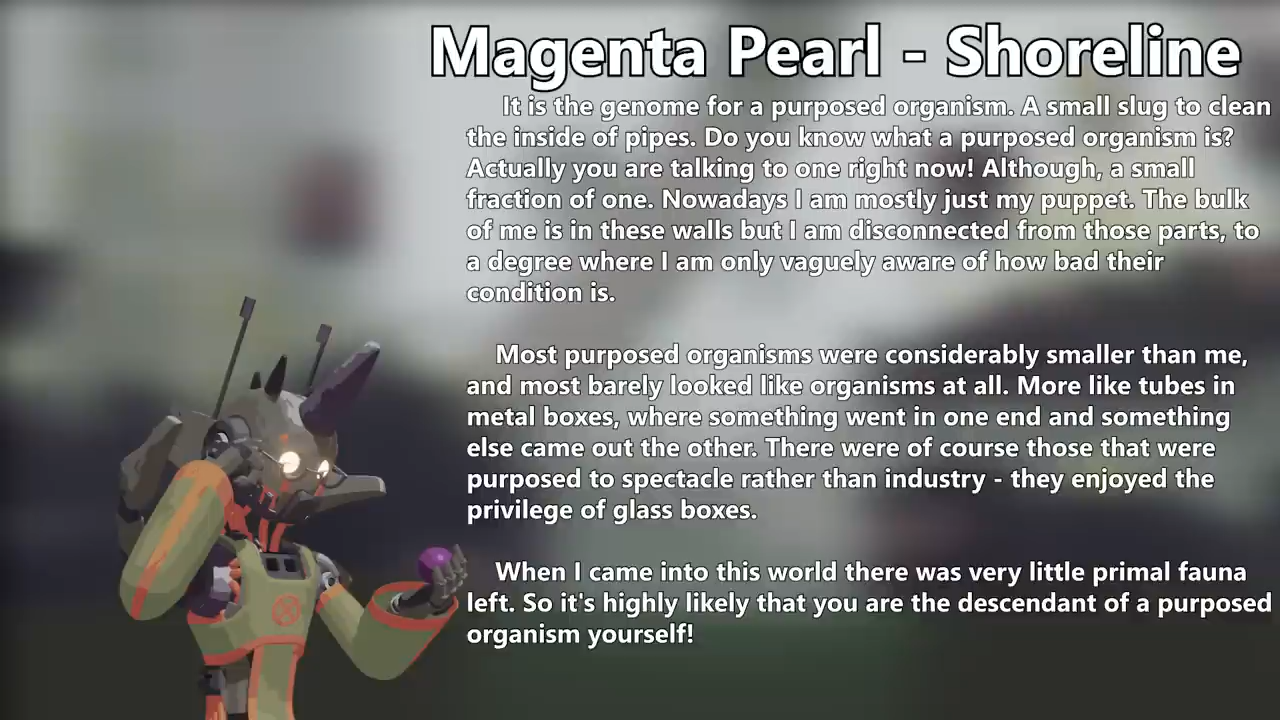 Magenta Pearl - Shoreline
It is the genome for a purposed organism. A small slug to clean
the inside of pipes. Do you know what a purposed organism is?
Actually you are talking to one right now! Although, a small
fraction of one. Nowadays I am mostly just my puppet. The bulk
of me is in these walls but I am disconnected from those parts, to
a degree where I am only vaguely aware of how bad their
condition is.
Most purposed organisms were considerably smaller than me,
and most barely looked like organisms at all. More like tubes in
metal boxes, where something went in one end and something
else came out the other. There were of course those that were
purposed to spectacle rather than industry - they enjoyed the
privilege of glass boxes.
When I came into this world there was very little primal fauna
left. So it's highly likely that you are the descendant of a purposed
organism yourself!